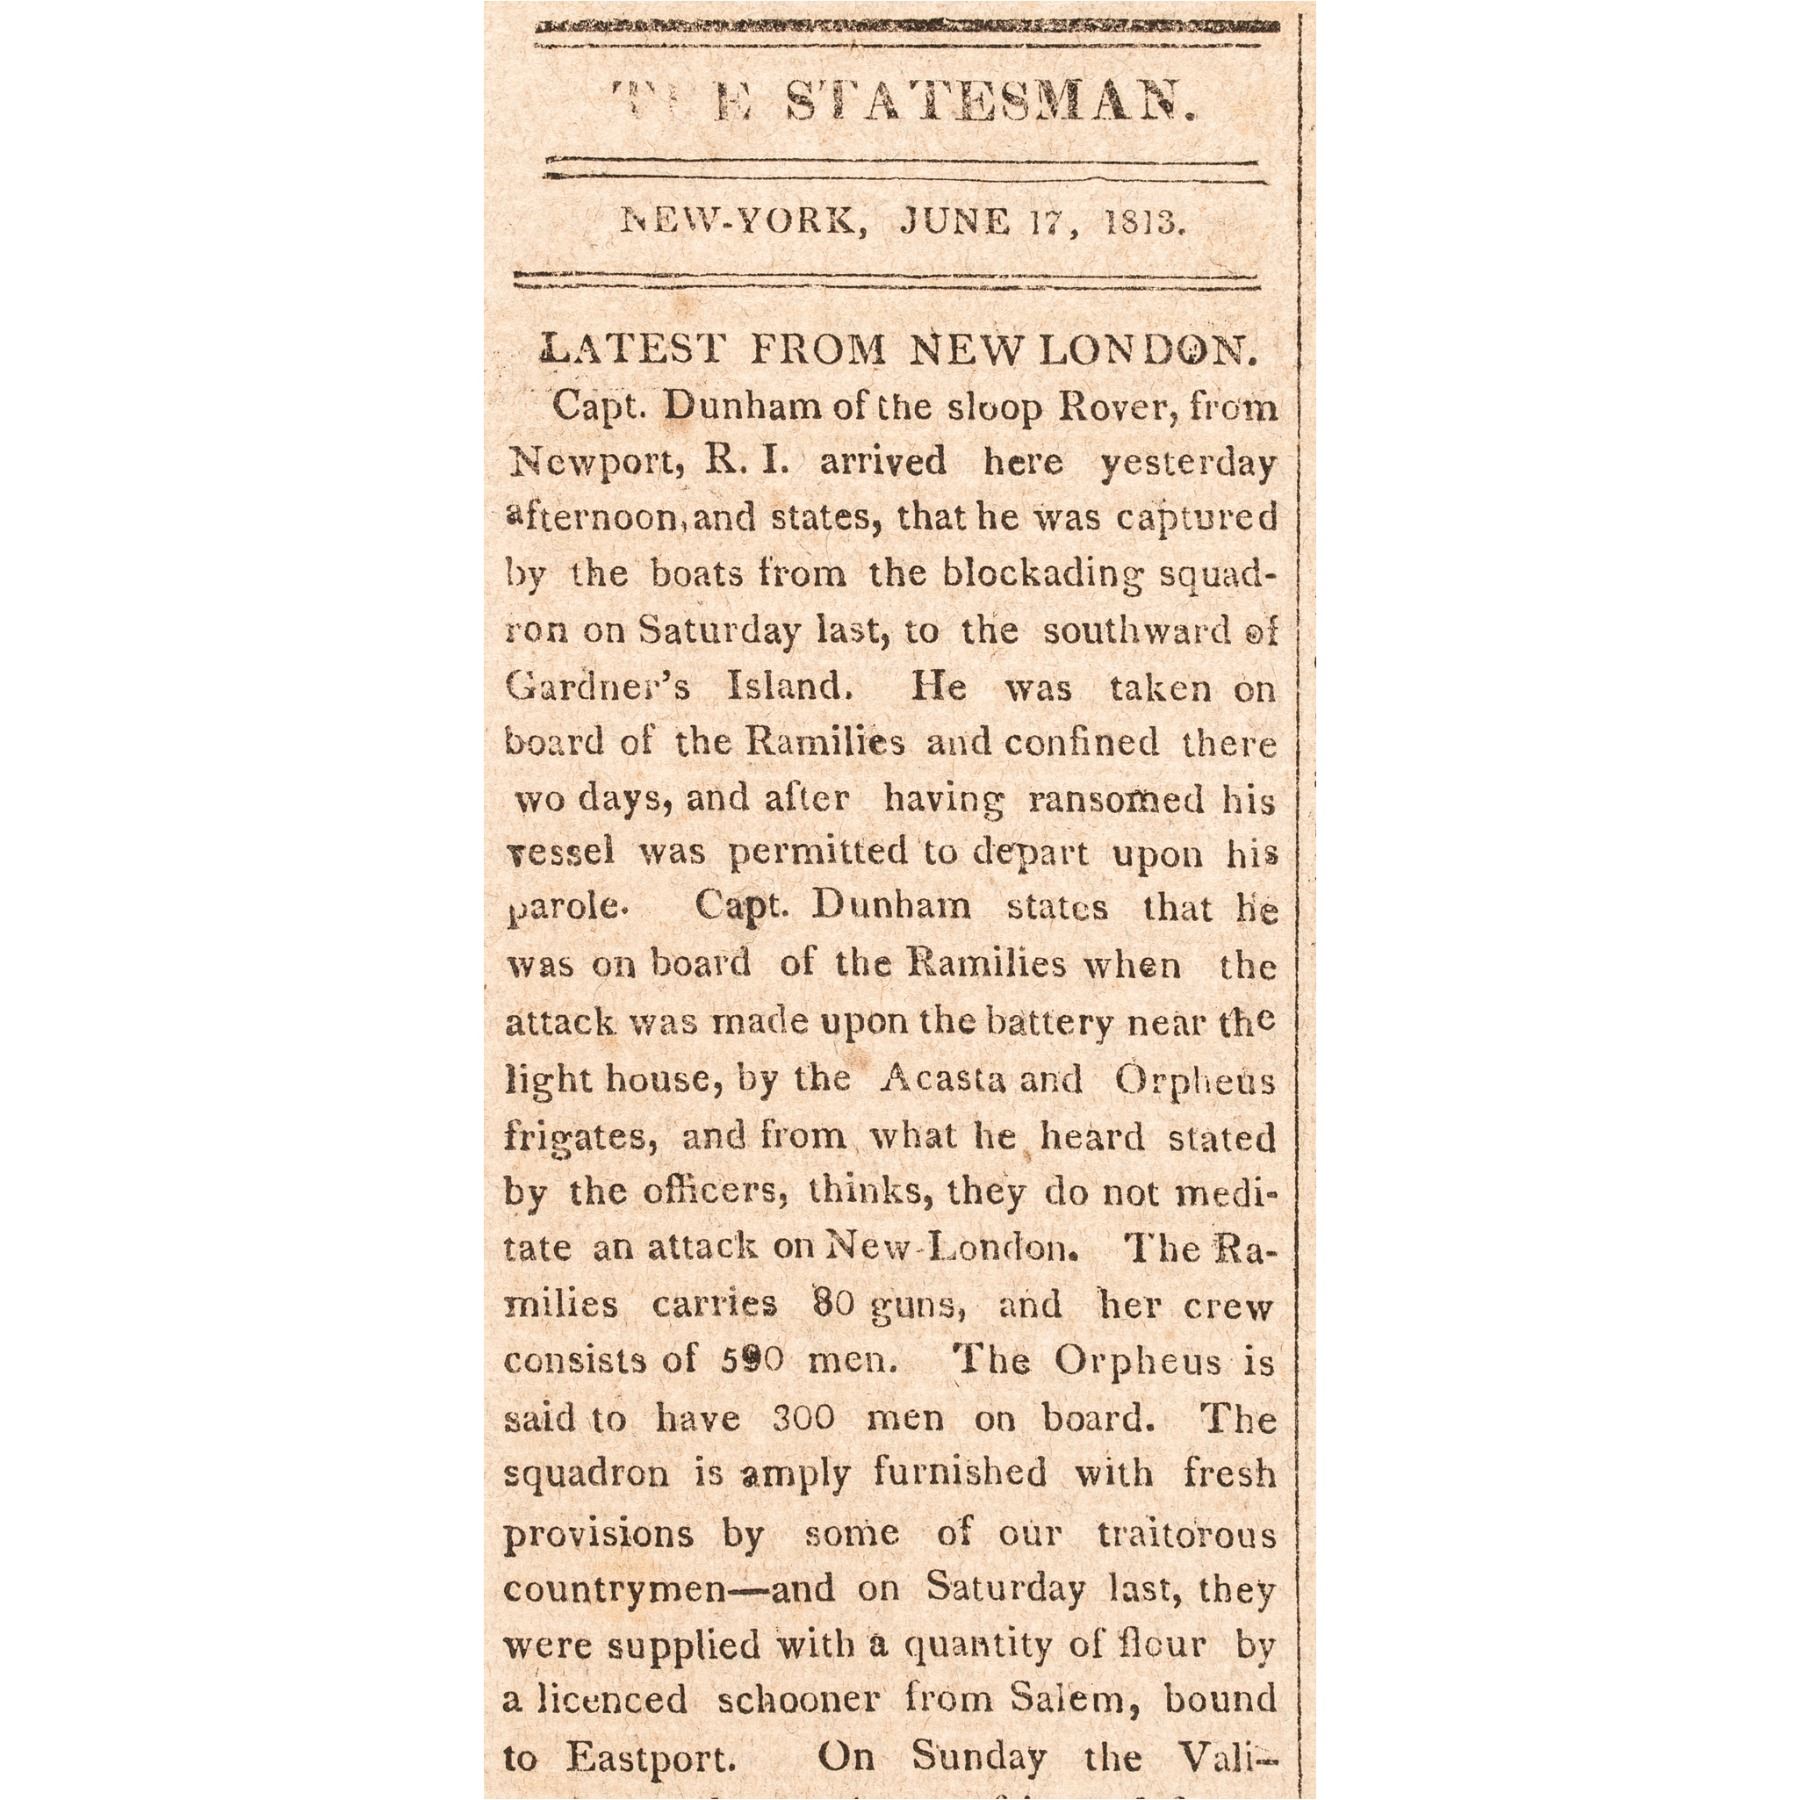 THE STATESMAN.
NEW-YORK, JUNE 17, 1813.
LATEST FROM NEW LONDON.
Capt. Dunham of the sloop Rover, from
Newport, R. I. arrived here yesterday
afternoon, and states, that he was captured
by the boats from the blockading squad-
ron on Saturday last, to the southward of
Gardner's Island. He was taken on
board of the Ramilies and confined there
wo days, and after having ransomed his
vessel was permitted to depart upon his
parole. Capt. Dunham states that he
was on board of the Ramilies when the
attack was made upon the battery near the
light house, by the Acasta and Orpheus
frigates, and from what he heard stated
by the officers, thinks, they do not medi-
tate an attack on New-London. The Ra-
milies carries 80 guns, and her crew
consists of 590 men. The Orpheus is
said to have 300 men on board. The
squadron is amply furnished with fresh
provisions by some of our traitorous
countrymen—and on Saturday last, they
were supplied with a quantity of flour by
a licenced schooner from Salem, bound
to Eastport. On Sunday the Vali-